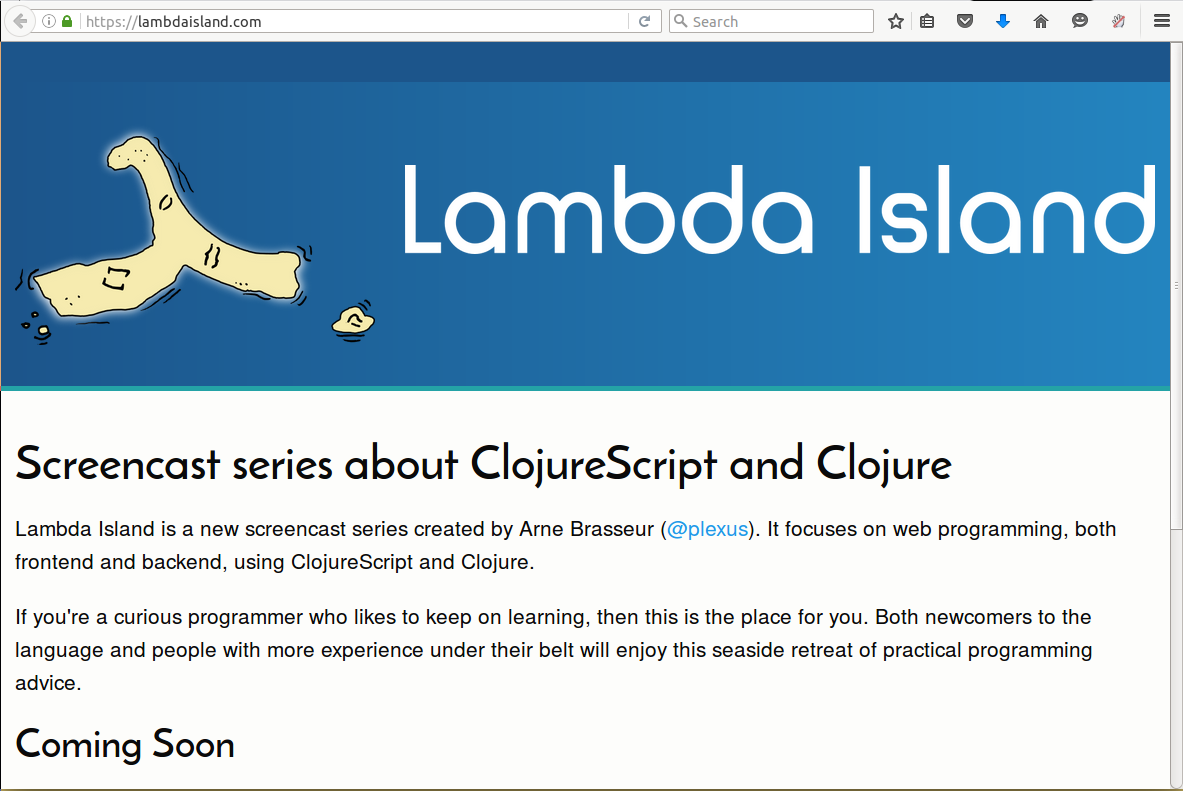 https://lambdaisland.com
Search
Lambda Island
Screencast series about ClojureScript and Clojure
Lambda Island is a new screencast series created by Arne Brasseur (@plexus). It focuses on web programming, both
frontend and backend, using ClojureScript and Clojure.
If you're a curious programmer who likes to keep on learning, then this is the place for you. Both newcomers to the
language and people with more experience under their belt will enjoy this seaside retreat of practical programming
advice.
Coming Soon